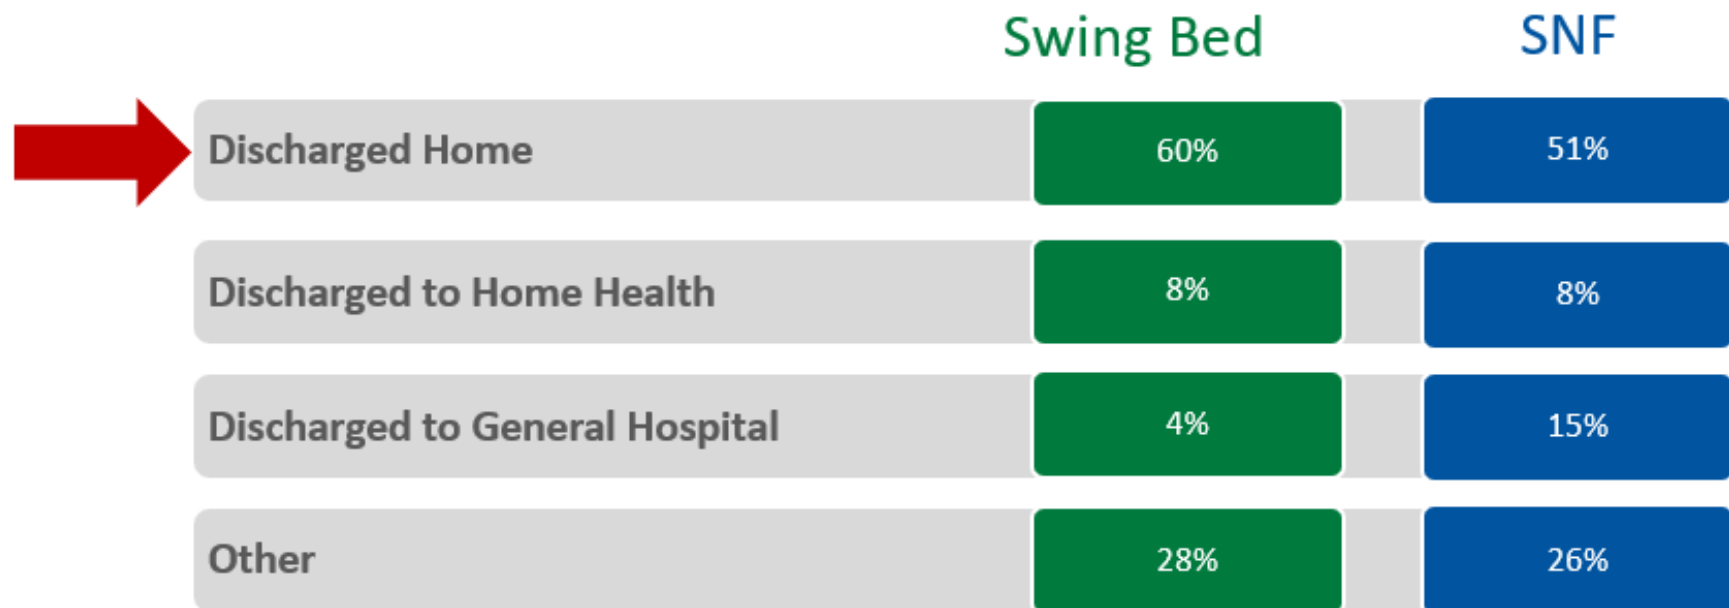 Swing Bed SNF
Discharged Home 60% 51%
Discharged to Home Health 8% 8%
Discharged to General Hospital 4% 15%
Other 28% 26%